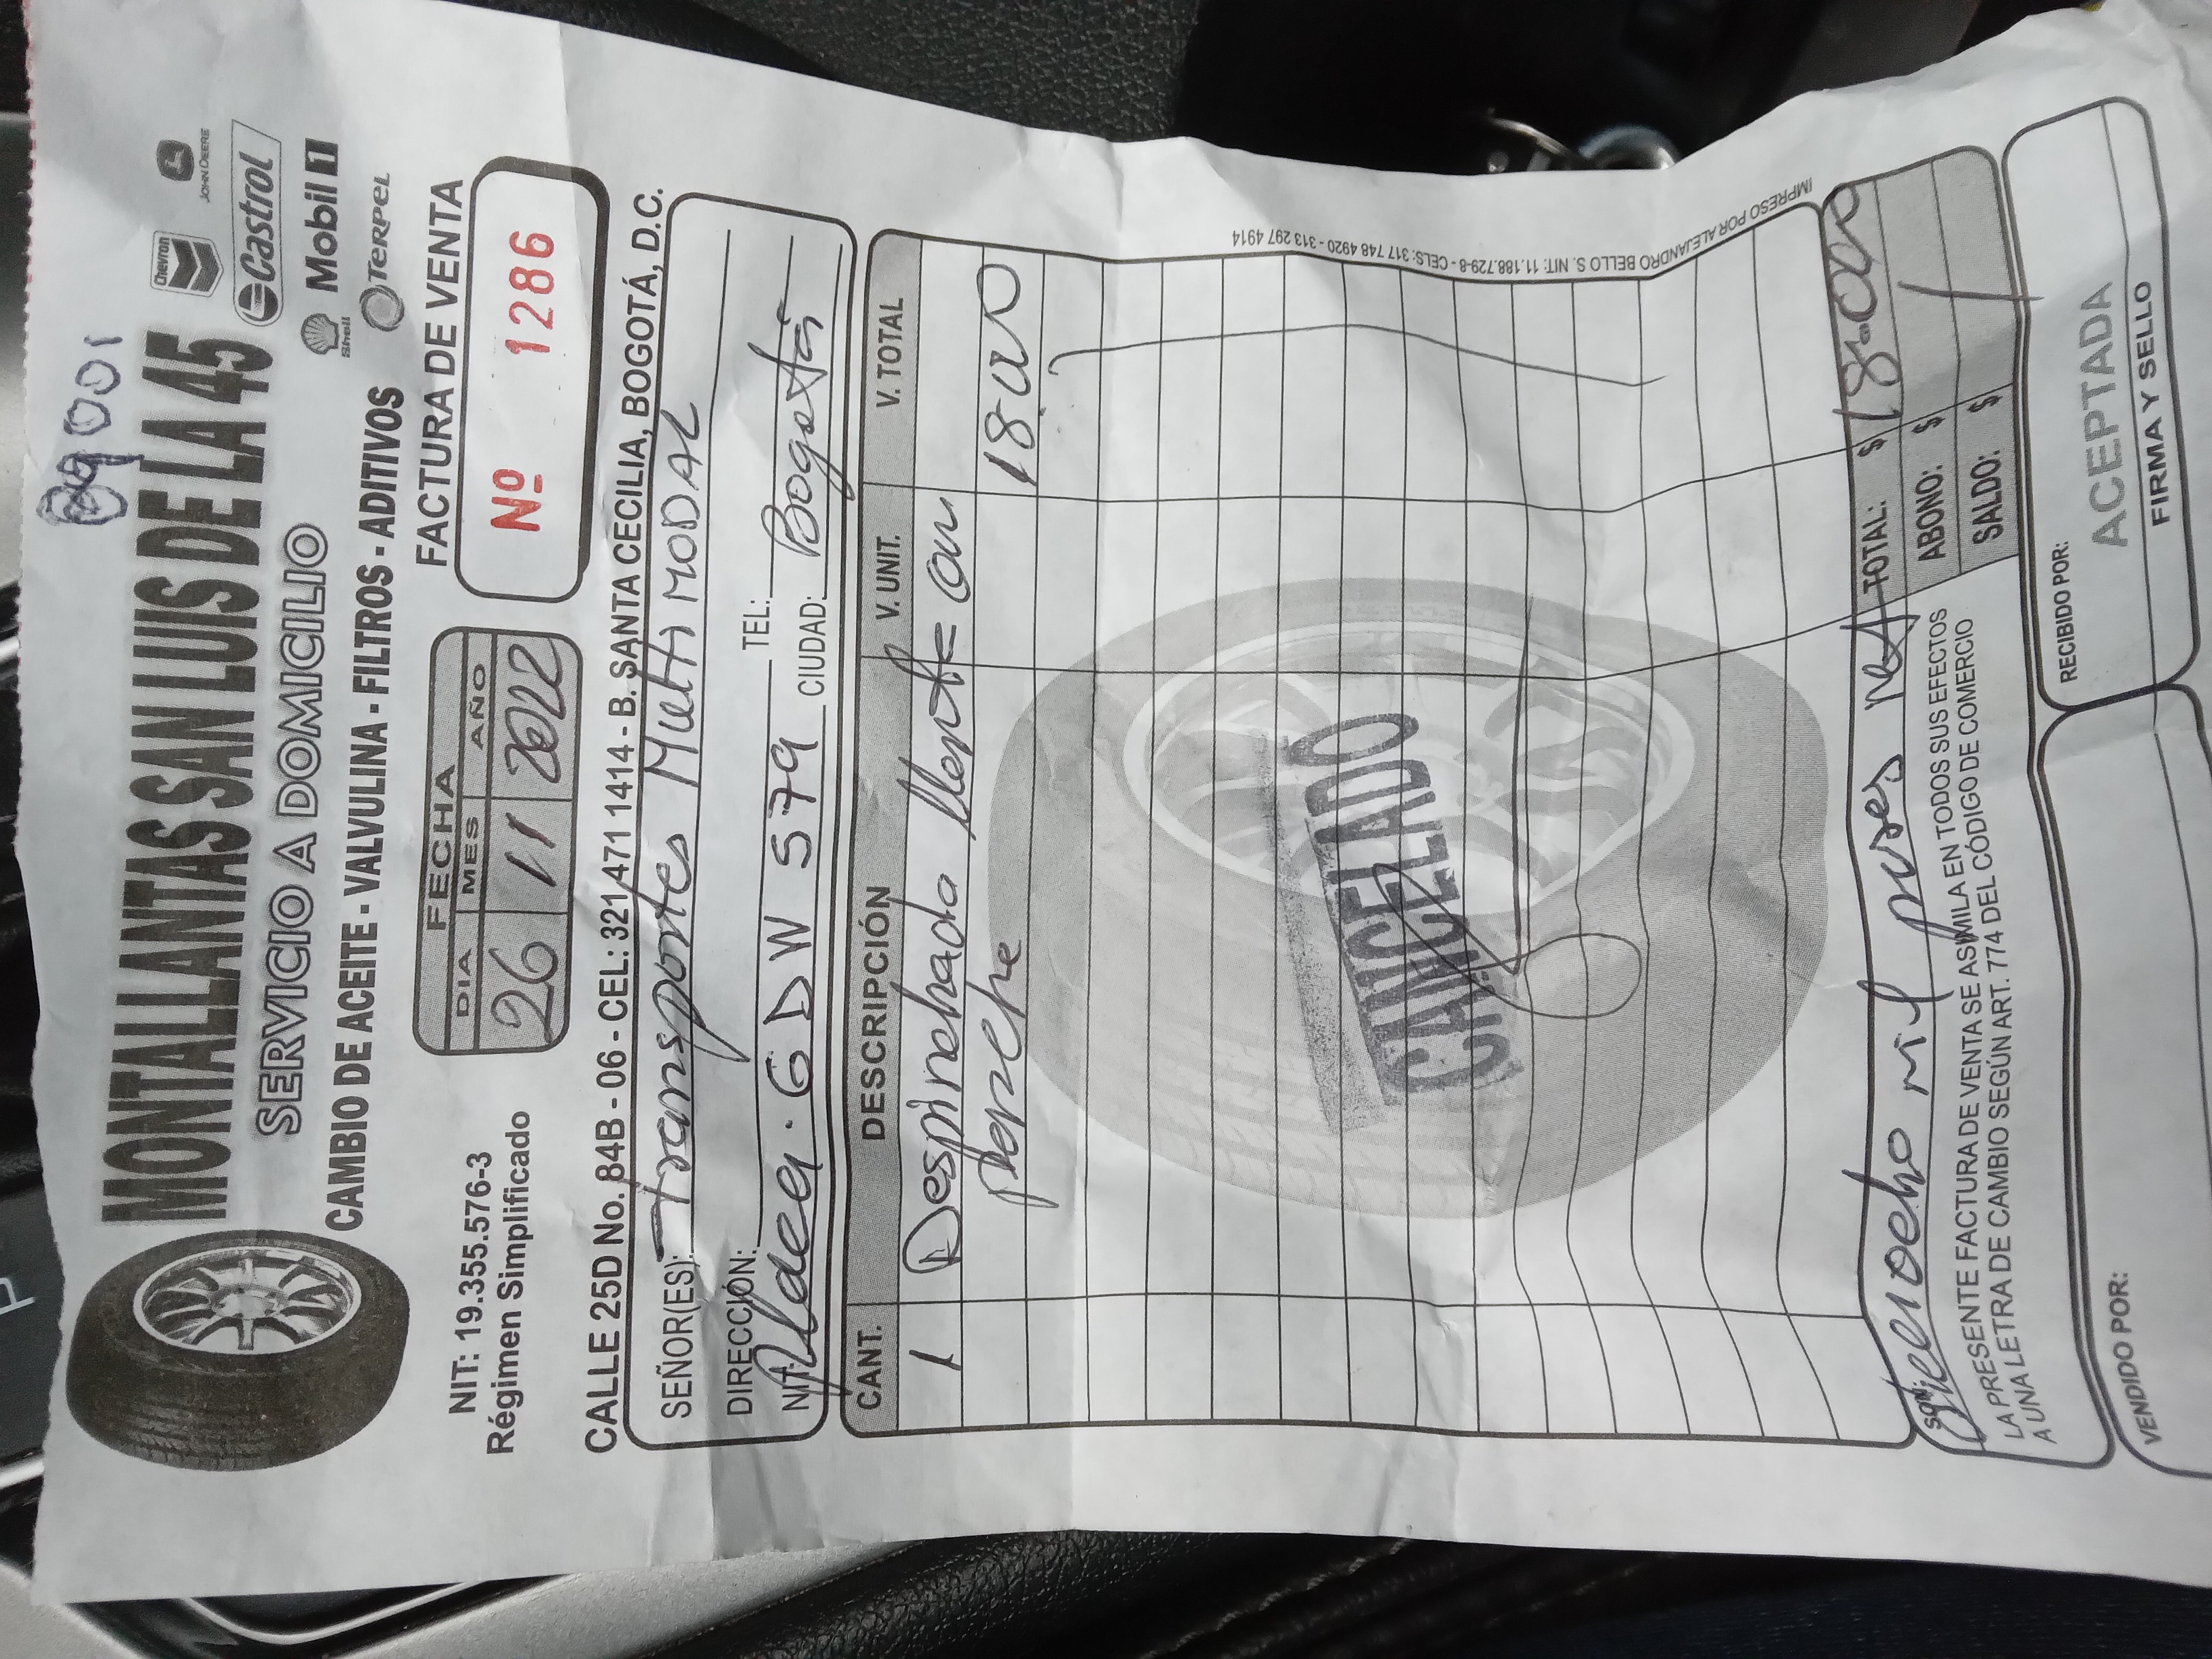 001
MONTALLANTAS SAN LUIS DE LA 45
SERVICIO A DOMICILIO
CAMBIO DE ACEITE - VALVULINA - FILTROS - ADITIVOS
Chevron
JOHN DEERE
Castrol
Shell
Mobil 1
TERPEL
NIT: 19.355.576-3
Régimen Simplificado
FECHA
DIA MES AÑO
26 11 2022
FACTURA DE VENTA
Nº 1286
CALLE 25D No. 84B - 06 - CEL: 321 471 1414 - B. SANTA CECILIA, BOGOTÁ, D.C.
SEÑOR(ES): Transportes Multi MODAL
DIRECCIÓN: TEL:
NIT: Placa. GDW 579 CIUDAD: Bogotá
CANT. DESCRIPCIÓN V. UNIT. V. TOTAL
1 Despinchada llanta con
parche 18.000
CANCELADO
IMPRESO POR ALEJANDRO BELLO S. NIT: 11.188.729-8 - CELS: 317 748 4920 - 313 297 4914
SON: Dieciocho mil pesos TOTAL: $ 18.000
ABONO: $
SALDO: $
LA PRESENTE FACTURA DE VENTA SE ASIMILA EN TODOS SUS EFECTOS
A UNA LETRA DE CAMBIO SEGÚN ART. 774 DEL CÓDIGO DE COMERCIO
VENDIDO POR:
RECIBIDO POR:
ACEPTADA
FIRMA Y SELLO